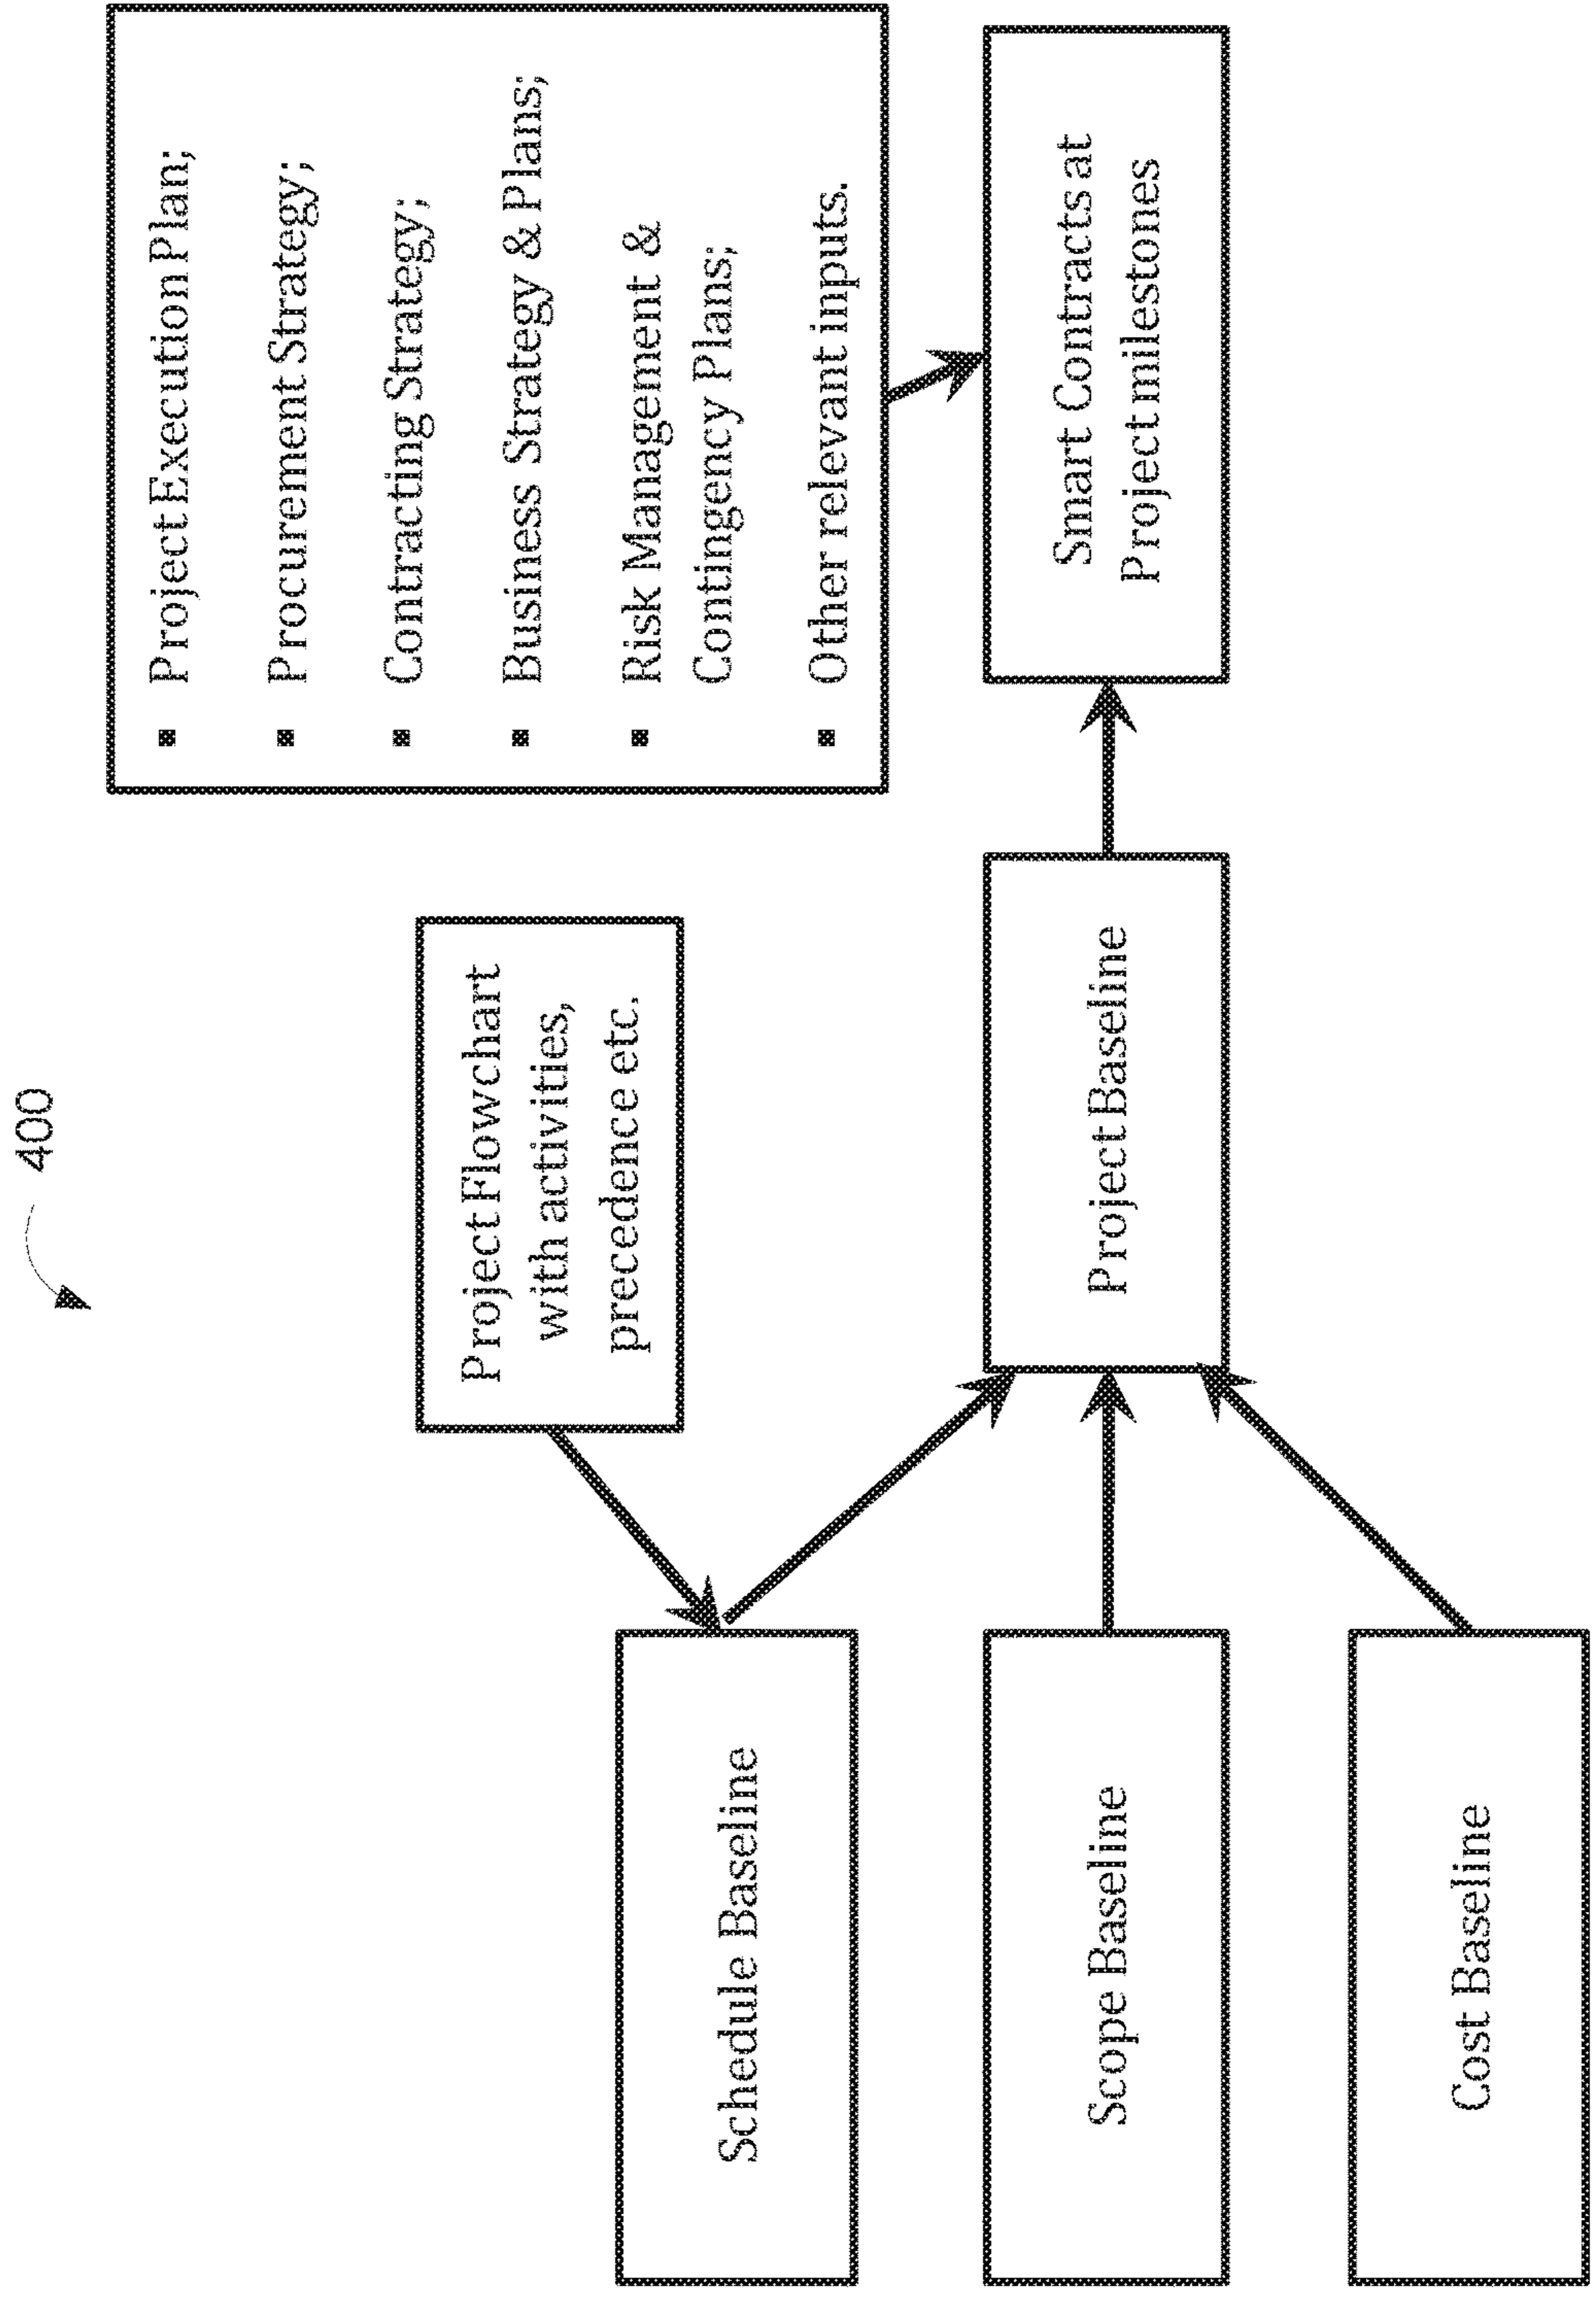 400
▪ Project Execution Plan;
▪ Procurement Strategy;
▪ Contracting Strategy;
▪ Business Strategy & Plans;
▪ Risk Management &
Contingency Plans;
▪ Other relevant inputs.
Project Flowchart
with activities,
precedence etc.
Schedule Baseline
Scope Baseline
Project Baseline
Smart Contracts at
Project milestones
Cost Baseline